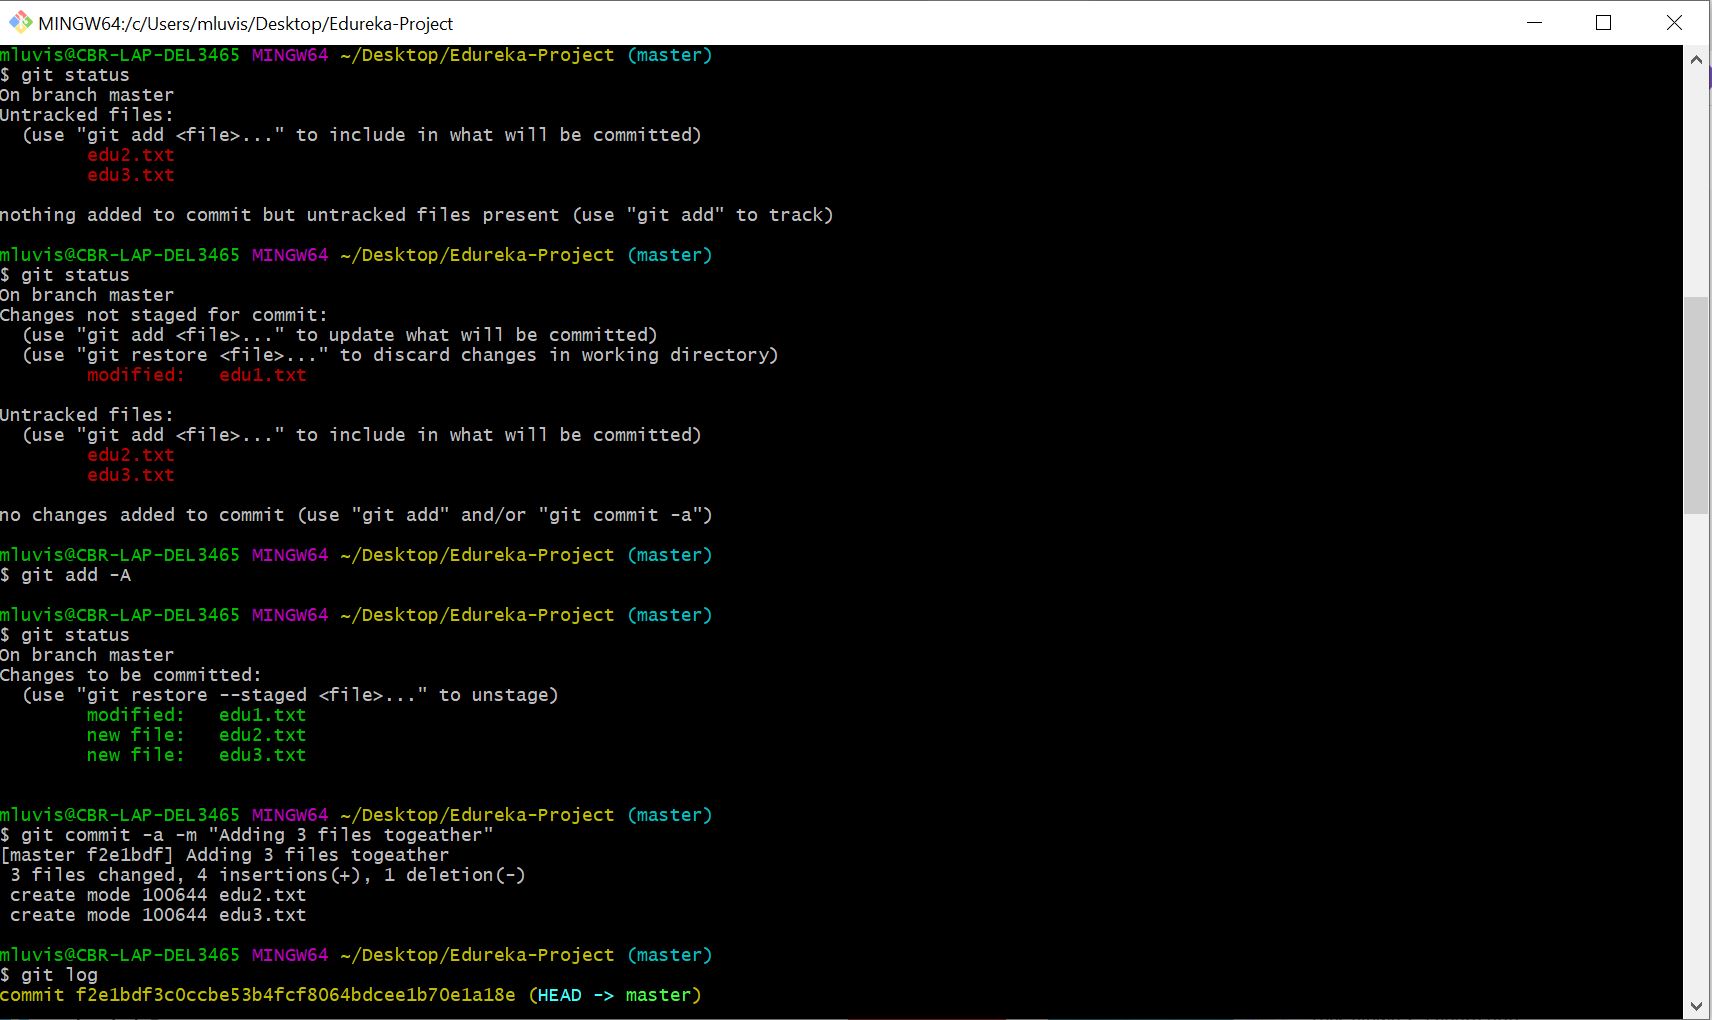 MINGW64:/c/Users/mluvis/Desktop/Edureka-Project
mluvis@CBR-LAP-DEL3465 MINGW64 ~/Desktop/Edureka-Project (master)
$ git status
On branch master
Untracked files:
  (use "git add <file>..." to include in what will be committed)
        edu2.txt
        edu3.txt

nothing added to commit but untracked files present (use "git add" to track)

mluvis@CBR-LAP-DEL3465 MINGW64 ~/Desktop/Edureka-Project (master)
$ git status
On branch master
Changes not staged for commit:
  (use "git add <file>..." to update what will be committed)
  (use "git restore <file>..." to discard changes in working directory)
        modified:   edu1.txt

Untracked files:
  (use "git add <file>..." to include in what will be committed)
        edu2.txt
        edu3.txt

no changes added to commit (use "git add" and/or "git commit -a")

mluvis@CBR-LAP-DEL3465 MINGW64 ~/Desktop/Edureka-Project (master)
$ git add -A

mluvis@CBR-LAP-DEL3465 MINGW64 ~/Desktop/Edureka-Project (master)
$ git status
On branch master
Changes to be committed:
  (use "git restore --staged <file>..." to unstage)
        modified:   edu1.txt
        new file:   edu2.txt
        new file:   edu3.txt

mluvis@CBR-LAP-DEL3465 MINGW64 ~/Desktop/Edureka-Project (master)
$ git commit -a -m "Adding 3 files togeather"
[master f2e1bdf] Adding 3 files togeather
 3 files changed, 4 insertions(+), 1 deletion(-)
 create mode 100644 edu2.txt
 create mode 100644 edu3.txt

mluvis@CBR-LAP-DEL3465 MINGW64 ~/Desktop/Edureka-Project (master)
$ git log
commit f2e1bdf3c0ccbe53b4fcf8064bdcee1b70e1a18e (HEAD -> master)